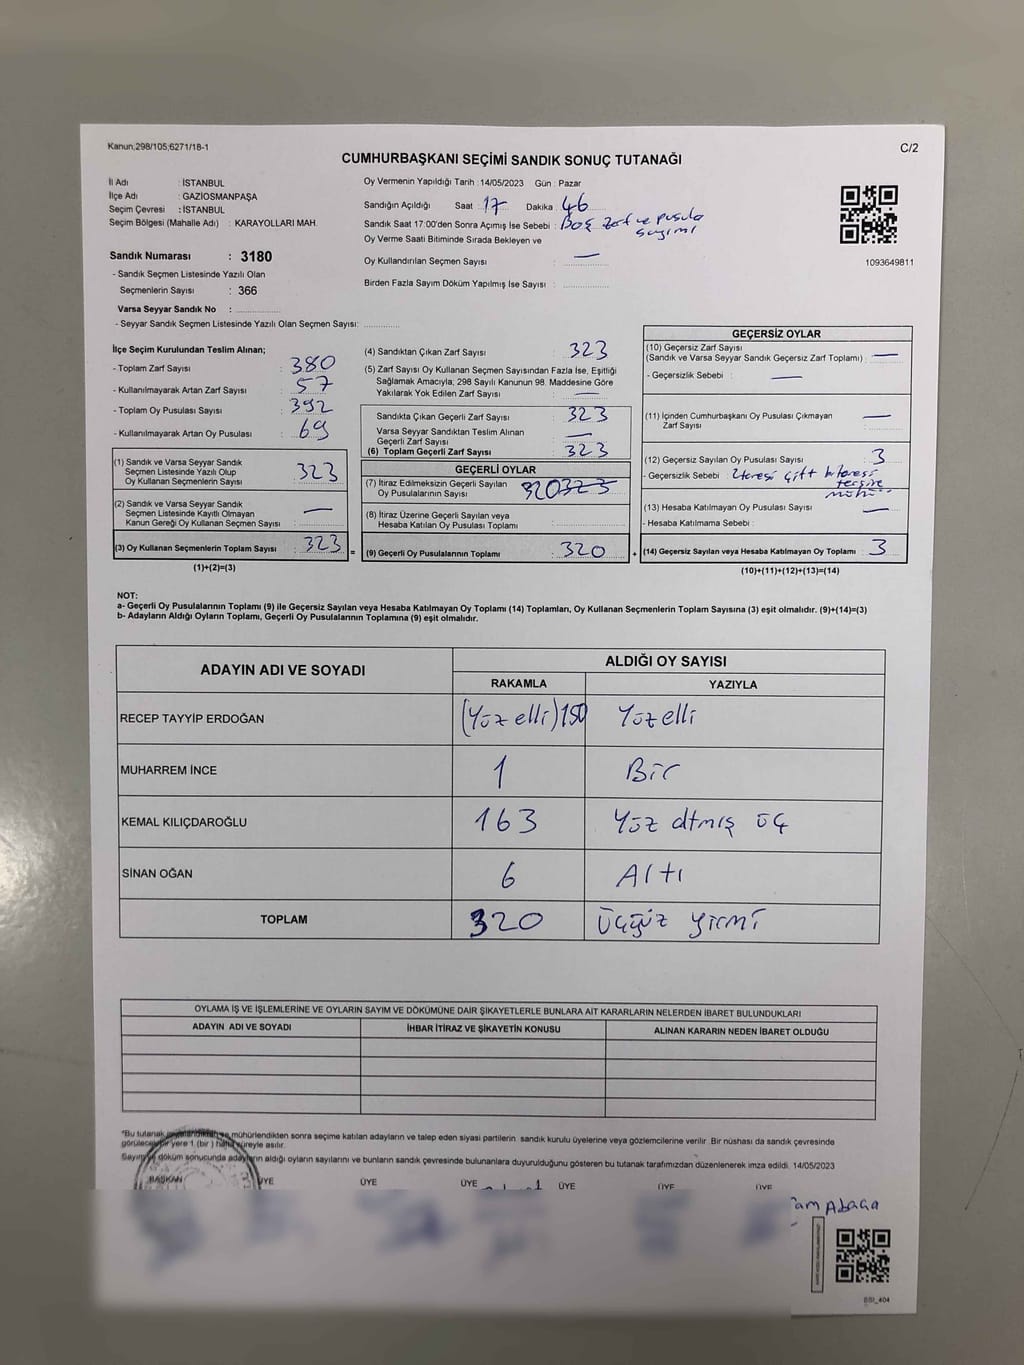 Kanun,298/105;6271/18-1
C/2
CUMHURBAŞKANI SEÇİMİ SANDIK SONUÇ TUTANAĞI
İl Adı : İSTANBUL
İlçe Adı : GAZİOSMANPAŞA
Seçim Çevresi : İSTANBUL
Seçim Bölgesi (Mahalle Adı) : KARAYOLLARI MAH.
Sandık Numarası : 3180
- Sandık Seçmen Listesinde Yazılı Olan
Seçmenlerin Sayısı : 366
Varsa Seyyar Sandık No :
- Seyyar Sandık Seçmen Listesinde Yazılı Olan Seçmen Sayısı:
Oy Vermenin Yapıldığı Tarih : 14/05/2023 Gün : Pazar
Sandığın Açıldığı Saat : 17 Dakika : 46
Sandık Saat 17:00'den Sonra Açımış İse Sebebi : Boş zarf ve pusula
sayımı
Oy Verme Saati Bitiminde Sırada Bekleyen ve
Oy Kullandırılan Seçmen Sayısı : —
Birden Fazla Sayım Döküm Yapılmış İse Sayısı :
1093649811
İlçe Seçim Kurulundan Teslim Alınan;
- Toplam Zarf Sayısı : 380
- Kullanılmayarak Artan Zarf Sayısı : 57
- Toplam Oy Pusulası Sayısı : 392
- Kullanılmayarak Artan Oy Pusulası : 69
(1) Sandık ve Varsa Seyyar Sandık
Seçmen Listesinde Yazılı Olup
Oy Kullanan Seçmenlerin Sayısı : 323
(2) Sandık ve Varsa Seyyar Sandık
Seçmen Listesinde Kayıtlı Olmayan
Kanun Gereği Oy Kullanan Seçmen Sayısı : —
(3) Oy Kullanan Seçmenlerin Toplam Sayısı : 323 =
(1)+(2)=(3)
(4) Sandıktan Çıkan Zarf Sayısı : 323
(5) Zarf Sayısı Oy Kullanan Seçmen Sayısından Fazla İse, Eşitliği
Sağlamak Amacıyla; 298 Sayılı Kanunun 98. Maddesine Göre
Yakılarak Yok Edilen Zarf Sayısı : —
Sandıkta Çıkan Geçerli Zarf Sayısı : 323
Varsa Seyyar Sandıktan Teslim Alınan
Geçerli Zarf Sayısı : —
(6) Toplam Geçerli Zarf Sayısı : 323
GEÇERLİ OYLAR
(7) İtiraz Edilmeksizin Geçerli Sayılan
Oy Pusulalarının Sayısı 320 323
(8) İtiraz Üzerine Geçerli Sayılan veya
Hesaba Katılan Oy Pusulası Toplamı :
(9) Geçerli Oy Pusulalarının Toplamı : 320 +
GEÇERSİZ OYLAR
(10) Geçersiz Zarf Sayısı
(Sandık ve Varsa Seyyar Sandık Geçersiz Zarf Toplamı) : —
- Geçersizlik Sebebi : —
(11) İçinden Cumhurbaşkanı Oy Pusulası Çıkmayan
Zarf Sayısı : —
(12) Geçersiz Sayılan Oy Pusulası Sayısı : 3
- Geçersizlik Sebebi : çift
(13) Hesaba Katılmayan Oy Pusulası Sayısı : —
- Hesaba Katılmama Sebebi :
(14) Geçersiz Sayılan veya Hesaba Katılmayan Oy Toplamı : 3
(10)+(11)+(12)+(13)=(14)
NOT:
a- Geçerli Oy Pusulalarının Toplamı (9) ile Geçersiz Sayılan veya Hesaba Katılmayan Oy Toplamı (14) Toplamları, Oy Kullanan Seçmenlerin Toplam Sayısına (3) eşit olmalıdır. (9)+(14)=(3)
b- Adayların Aldığı Oyların Toplamı, Geçerli Oy Pusulalarının Toplamına (9) eşit olmalıdır.
ADAYIN ADI VE SOYADI
ALDIĞI OY SAYISI
RAKAMLA YAZIYLA
RECEP TAYYİP ERDOĞAN (Yüz elli) 150 Yüz elli
MUHARREM İNCE 1 Bir
KEMAL KILIÇDAROĞLU 163 Yüz atmış üç
SİNAN OĞAN 6 Altı
TOPLAM 320 Üçyüz yirmi
OYLAMA İŞ VE İŞLEMLERİNE VE OYLARIN SAYIM VE DÖKÜMÜNE DAİR ŞİKAYETLERLE BUNLARA AİT KARARLARIN NELERDEN İBARET BULUNDUKLARI
ADAYIN ADI VE SOYADI İHBAR İTİRAZ VE ŞİKAYETİN KONUSU ALINAN KARARIN NEDEN İBARET OLDUĞU
*Bu tutanak mühürlendikten sonra seçime katılan adayların ve talep eden siyasi partilerin sandık kurulu üyelerine veya gözlemcilerine verilir. Bir nüshası da sandık çevresinde
yere 1 (bir) hafta süreyle asılır.
Sayım ve döküm sonucunda adayların aldığı oyların sayılarını ve bunların sandık çevresinde bulunanlara duyurulduğunu gösteren bu tutanak tarafımızdan düzenlenerek imza edildi. 14/05/2023
BAŞKAN ÜYE ÜYE ÜYE ÜYE ÜYE ÜYE